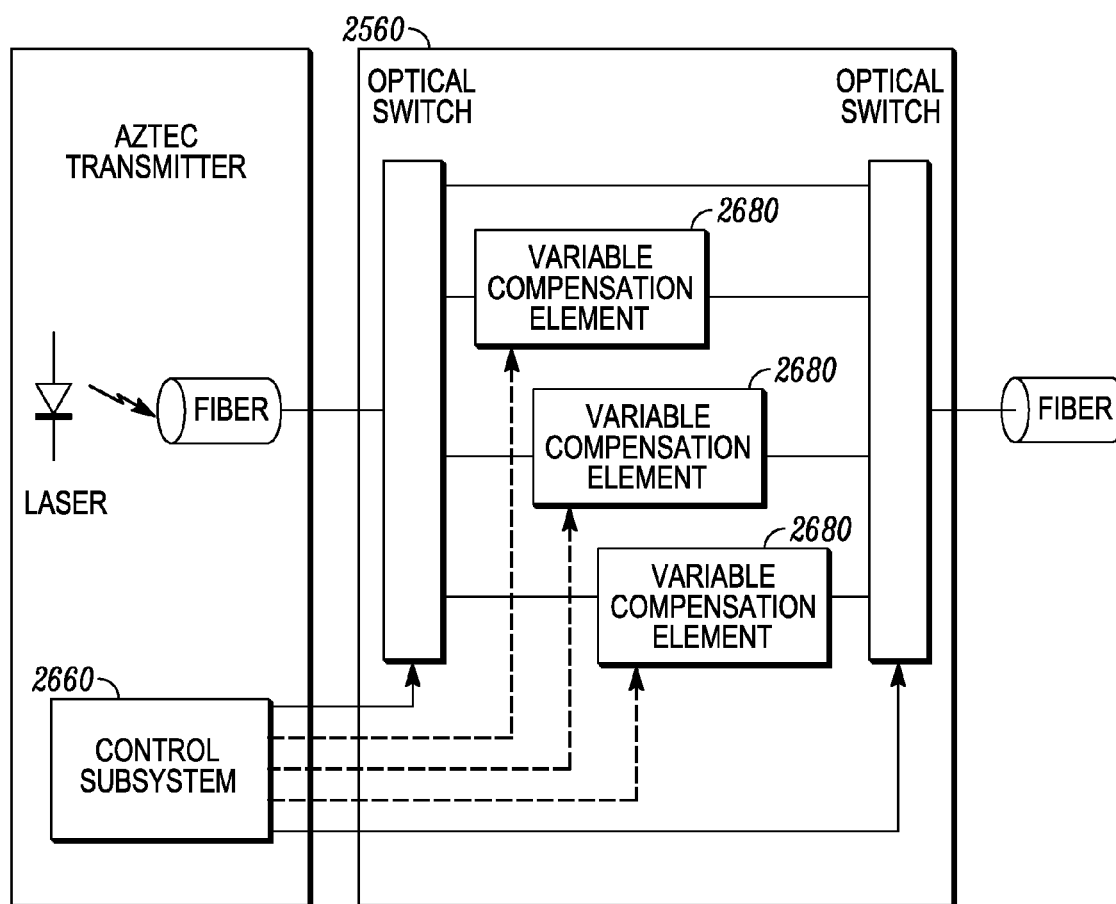 2560
OPTICAL
SWITCH
OPTICAL
SWITCH
AZTEC
TRANSMITTER
2680
VARIABLE
COMPENSATION
ELEMENT
2680
VARIABLE
COMPENSATION
ELEMENT
FIBER
FIBER
LASER
2680
VARIABLE
COMPENSATION
ELEMENT
2660
CONTROL
SUBSYSTEM